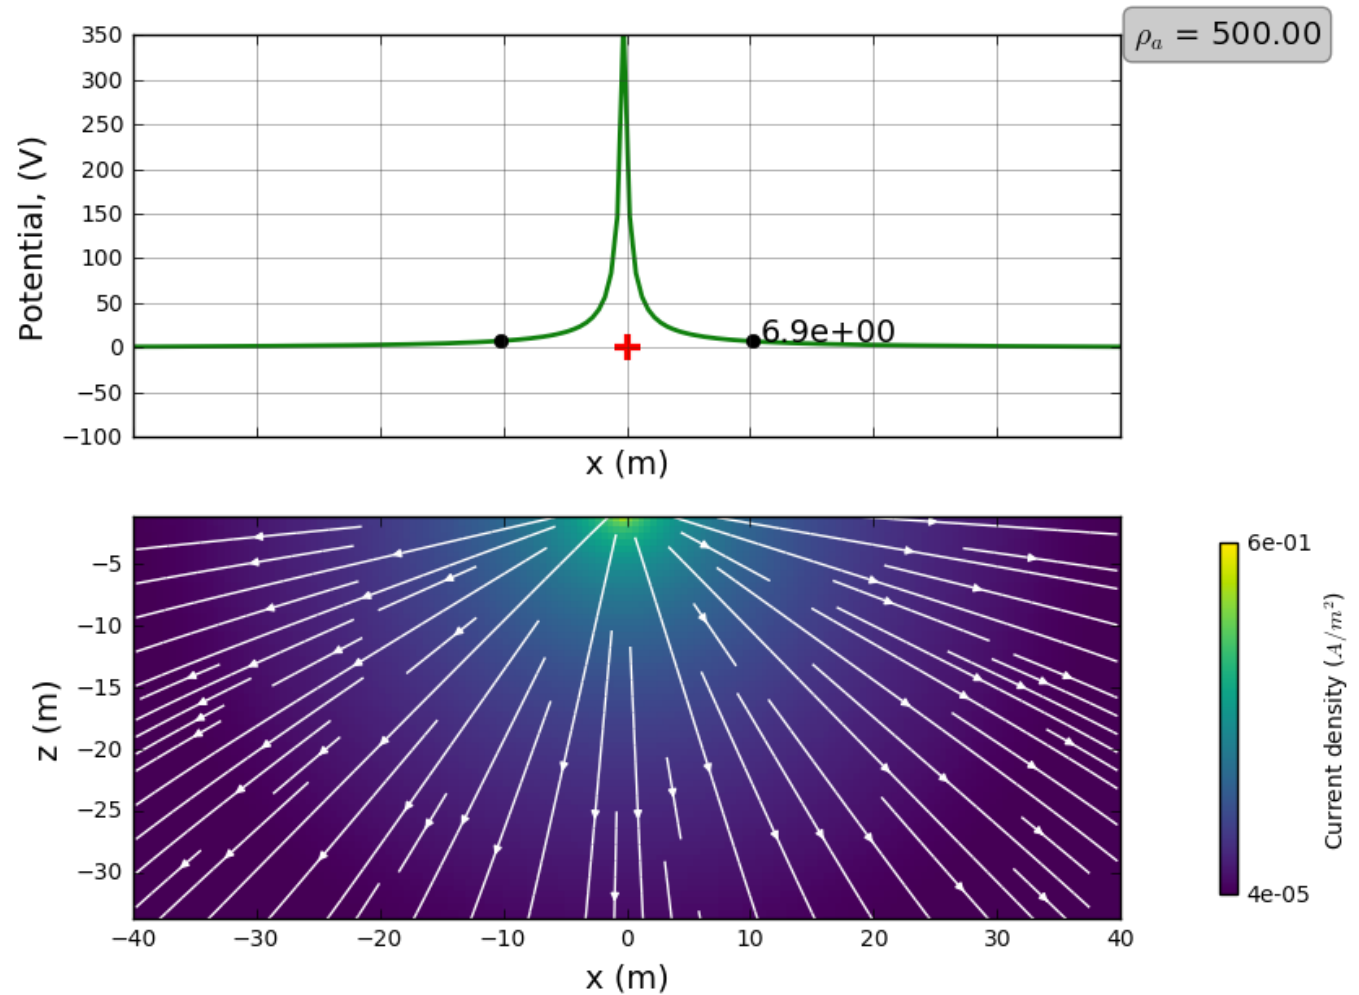 ρₐ = 500.00
Potential, (V)
350
300
250
200
150
100
50
0
−50
−100
6.9e+00
x (m)
z (m)
−5
−10
−15
−20
−25
−30
−40
−30
−20
−10
0
10
20
30
40
x (m)
6e-01
4e-05
Current density (A/m²)